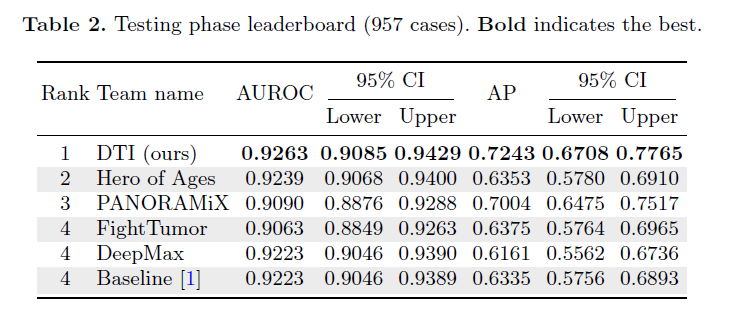 Table 2. Testing phase leaderboard (957 cases). Bold indicates the best.
Rank Team name AUROC 95% CI AP 95% CI
Lower Upper Lower Upper
1 DTI (ours) 0.9263 0.9085 0.9429 0.7243 0.6708 0.7765
2 Hero of Ages 0.9239 0.9068 0.9400 0.6353 0.5780 0.6910
3 PANORAMiX 0.9090 0.8876 0.9288 0.7004 0.6475 0.7517
4 FightTumor 0.9063 0.8849 0.9263 0.6375 0.5764 0.6965
4 DeepMax 0.9223 0.9046 0.9390 0.6161 0.5562 0.6736
4 Baseline [1] 0.9223 0.9046 0.9389 0.6335 0.5756 0.6893